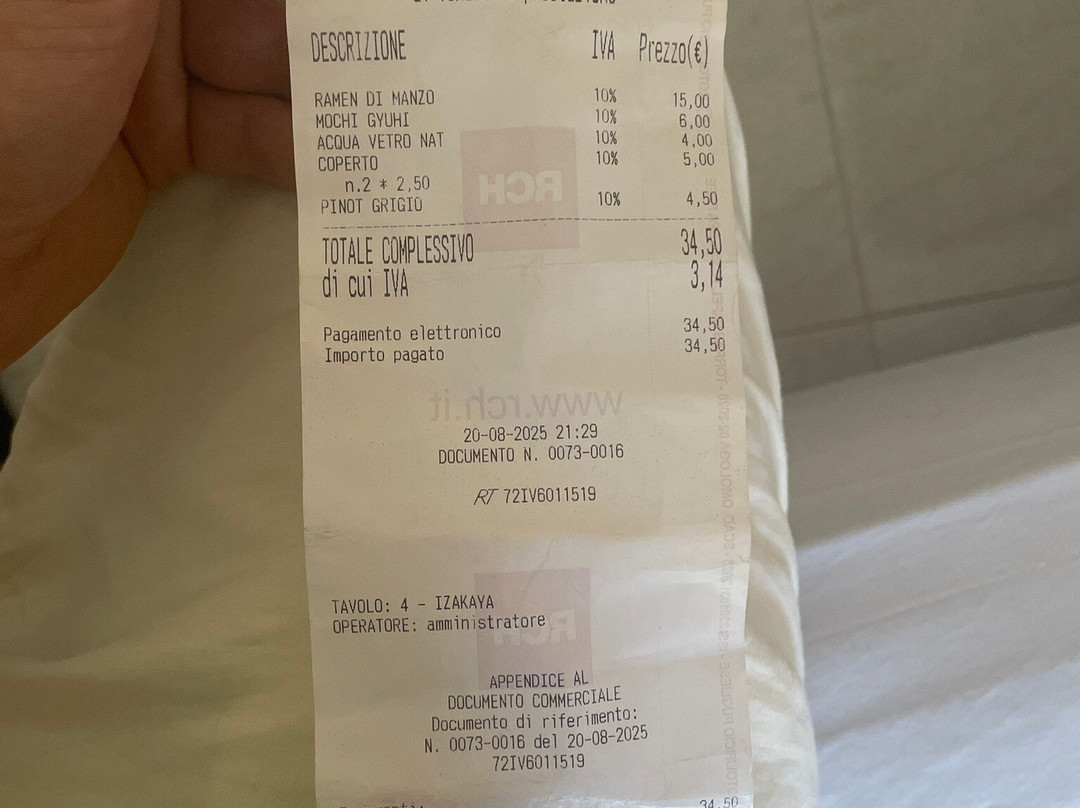 DESCRIZIONE IVA Prezzo(€)
RAMEN DI MANZO 10% 15,00
MOCHI GYUHI 10% 6,00
ACQUA VETRO NAT 10% 4,00
COPERTO 10% 5,00
n.2 * 2,50
PINOT GRIGIO 10% 4,50
TOTALE COMPLESSIVO 34,50
di cui IVA 3,14
Pagamento elettronico 34,50
Importo pagato 34,50
www.rch.it
20-08-2025 21:29
DOCUMENTO N. 0073-0016
RT 72IV6011519
TAVOLO: 4 - IZAKAYA
OPERATORE: amministratore
APPENDICE AL
DOCUMENTO COMMERCIALE
Documento di riferimento:
N. 0073-0016 del 20-08-2025
72IV6011519
34,50
RCH
RCH